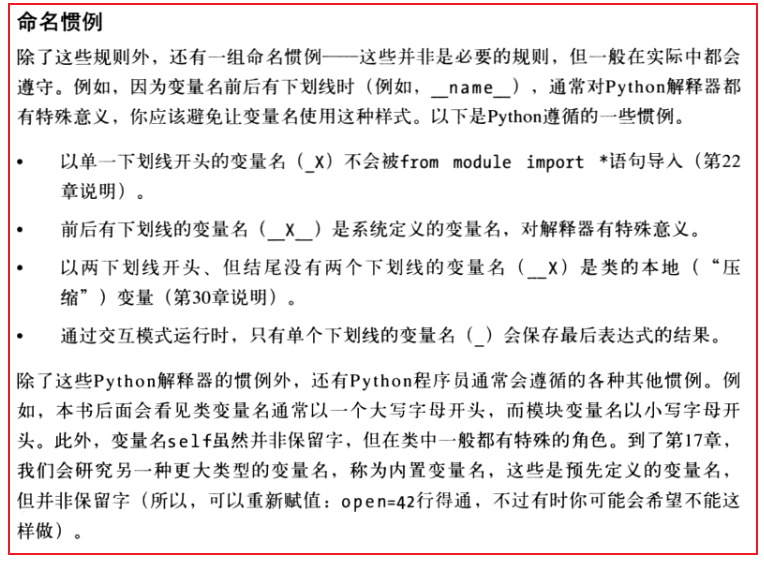 命名惯例
除了这些规则外，还有一组命名惯例——这些并非是必要的规则，但一般在实际中都会
遵守。例如，因为变量名前后有下划线时（例如，__name__），通常对Python解释器都
有特殊意义，你应该避免让变量名使用这种样式。以下是Python遵循的一些惯例。
• 以单一下划线开头的变量名（_X）不会被from module import *语句导入（第22
章说明）。
• 前后有下划线的变量名（__X__）是系统定义的变量名，对解释器有特殊意义。
• 以两下划线开头、但结尾没有两个下划线的变量名（__X）是类的本地（“压
缩”）变量（第30章说明）。
• 通过交互模式运行时，只有单个下划线的变量名（_）会保存最后表达式的结果。
除了这些Python解释器的惯例外，还有Python程序员通常会遵循的各种其他惯例。例
如，本书后面会看见类变量名通常以一个大写字母开头，而模块变量名以小写字母开
头。此外，变量名self虽然并非保留字，但在类中一般都有特殊的角色。到了第17章，
我们会研究另一种更大类型的变量名，称为内置变量名，这些是预先定义的变量名，
但并非保留字（所以，可以重新赋值：open=42行得通，不过有时你可能会希望不能这
样做）。